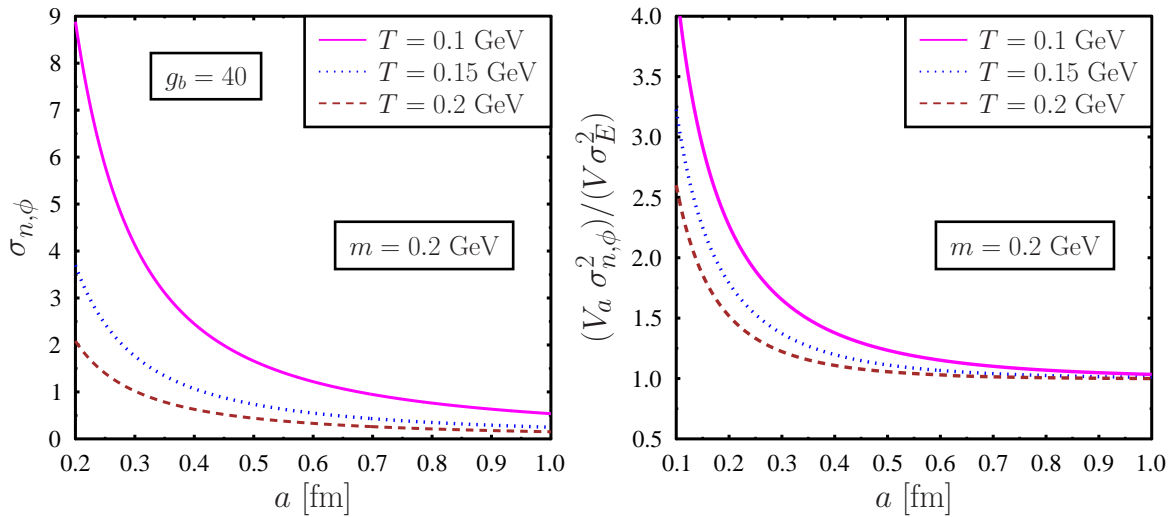 9
8
7
6
5
4
3
2
1
0
σ_{n,ϕ}
T = 0.1 GeV
T = 0.15 GeV
T = 0.2 GeV
g_b = 40
m = 0.2 GeV
0.2 0.3 0.4 0.5 0.6 0.7 0.8 0.9 1.0
a [fm]
4.0
3.5
3.0
2.5
2.0
1.5
1.0
0.5
(V_a σ²_{n,ϕ})/(V σ²_E)
T = 0.1 GeV
T = 0.15 GeV
T = 0.2 GeV
m = 0.2 GeV
0.1 0.2 0.3 0.4 0.5 0.6 0.7 0.8 0.9 1.0
a [fm]